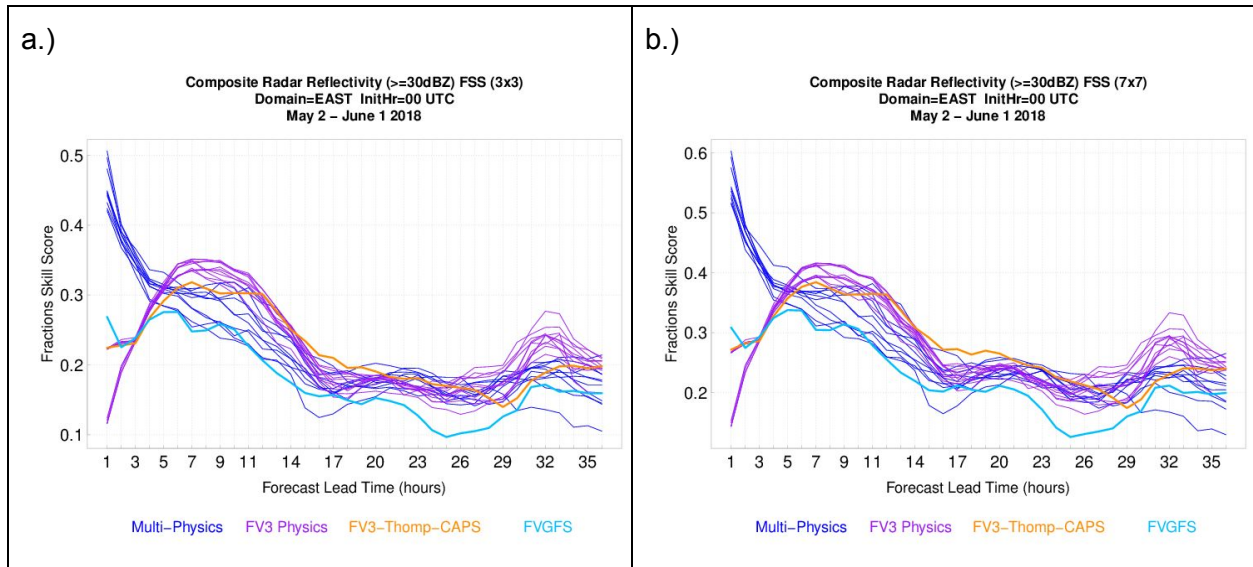 a.)
Composite Radar Reflectivity (>=30dBZ) FSS (3x3)
Domain=EAST InitHr=00 UTC
May 2 – June 1 2018
0.5
0.4
0.3
0.2
0.1
Fractions Skill Score
1 3 5 7 9 11 14 17 20 23 26 29 32 35
Forecast Lead Time (hours)
Multi–Physics FV3 Physics FV3–Thomp–CAPS FVGFS
b.)
Composite Radar Reflectivity (>=30dBZ) FSS (7x7)
Domain=EAST InitHr=00 UTC
May 2 – June 1 2018
0.6
0.5
0.4
0.3
0.2
Fractions Skill Score
1 3 5 7 9 11 14 17 20 23 26 29 32 35
Forecast Lead Time (hours)
Multi–Physics FV3 Physics FV3–Thomp–CAPS FVGFS